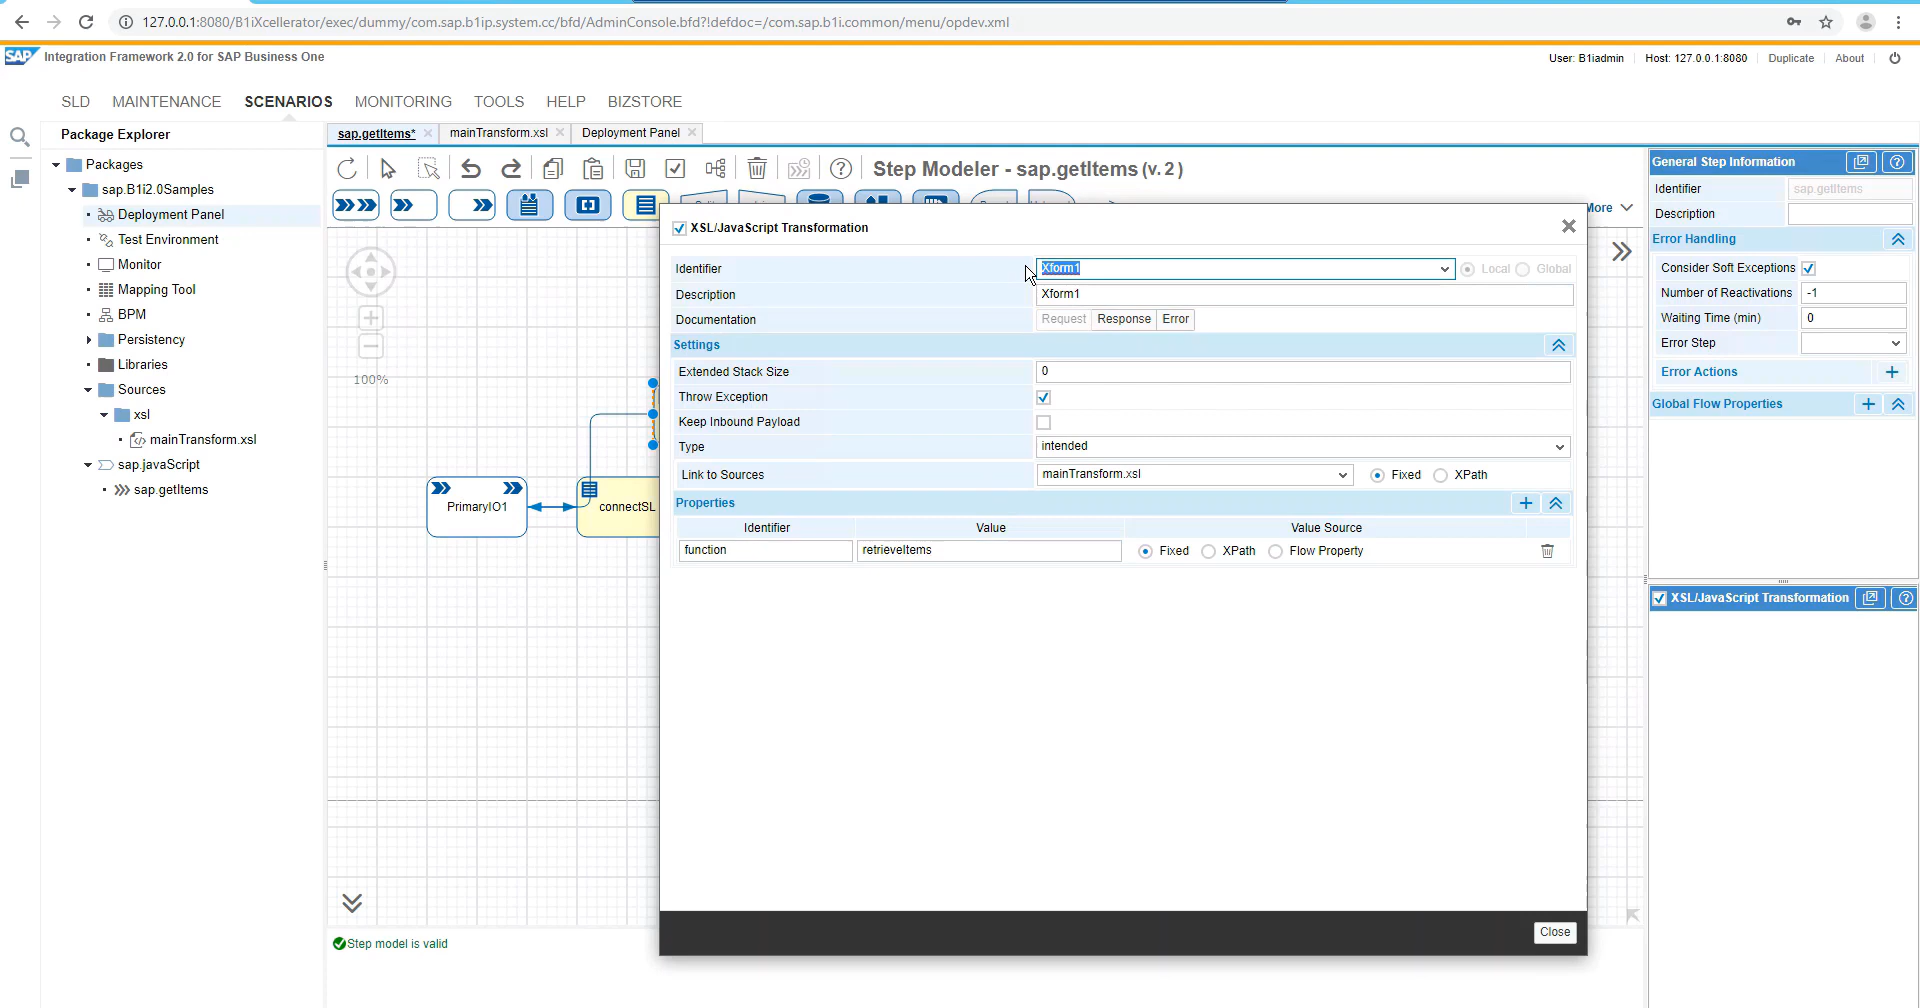 127.0.0.1:8080/B1iXcellerator/exec/dummy/com.sap.b1ip.system.cc/bfd/AdminConsole.bfd?!defdoc=/com.sap.b1i.common/menu/opdev.xml
SAP Integration Framework 2.0 for SAP Business One
User: B1iadmin Host: 127.0.0.1:8080 Duplicate About
SLD MAINTENANCE SCENARIOS MONITORING TOOLS HELP BIZSTORE
Package Explorer
Packages
sap.B1i2.0Samples
Deployment Panel
Test Environment
Monitor
Mapping Tool
BPM
Persistency
Libraries
Sources
xsl
mainTransform.xsl
sap.javaScript
sap.getItems
sap.getItems* mainTransform.xsl Deployment Panel
Step Modeler - sap.getItems (v. 2)
More
100%
PrimaryIO1
connectSL
Step model is valid
XSL/JavaScript Transformation
Identifier Xform1 Local Global
Description Xform1
Documentation Request Response Error
Settings
Extended Stack Size 0
Throw Exception
Keep Inbound Payload
Type intended
Link to Sources mainTransform.xsl Fixed XPath
Properties
Identifier Value Value Source
function retrieveItems Fixed XPath Flow Property
Close
General Step Information
Identifier sap.getItems
Description
Error Handling
Consider Soft Exceptions
Number of Reactivations -1
Waiting Time (min) 0
Error Step
Error Actions
Global Flow Properties
XSL/JavaScript Transformation